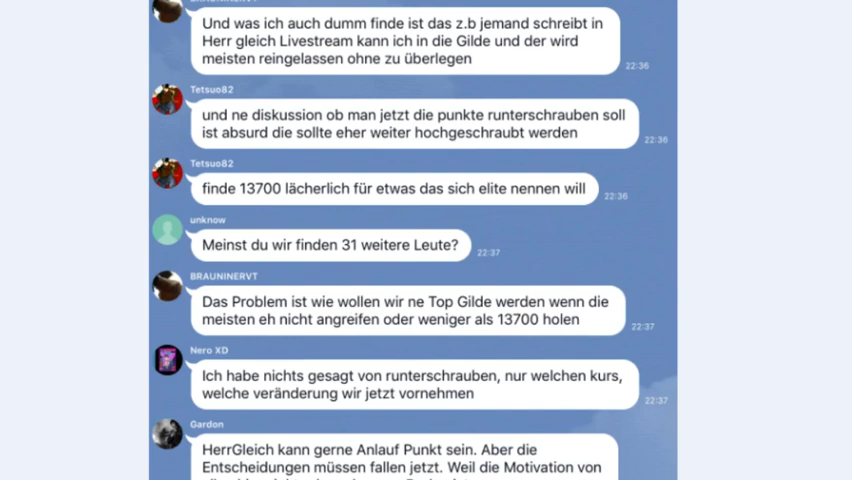 BRAUNINERVT
Und was ich auch dumm finde ist das z.b jemand schreibt in
Herr gleich Livestream kann ich in die Gilde und der wird
meisten reingelassen ohne zu überlegen
22:36
Tetsuo82
und ne diskussion ob man jetzt die punkte runterschrauben soll
ist absurd die sollte eher weiter hochgeschraubt werden
22:36
Tetsuo82
finde 13700 lächerlich für etwas das sich elite nennen will
22:36
unknow
Meinst du wir finden 31 weitere Leute?
22:37
BRAUNINERVT
Das Problem ist wie wollen wir ne Top Gilde werden wenn die
meisten eh nicht angreifen oder weniger als 13700 holen
22:37
Nero XD
Ich habe nichts gesagt von runterschrauben, nur welchen kurs,
welche veränderung wir jetzt vornehmen
22:37
Gardon
HerrGleich kann gerne Anlauf Punkt sein. Aber die
Entscheidungen müssen fallen jetzt. Weil die Motivation von